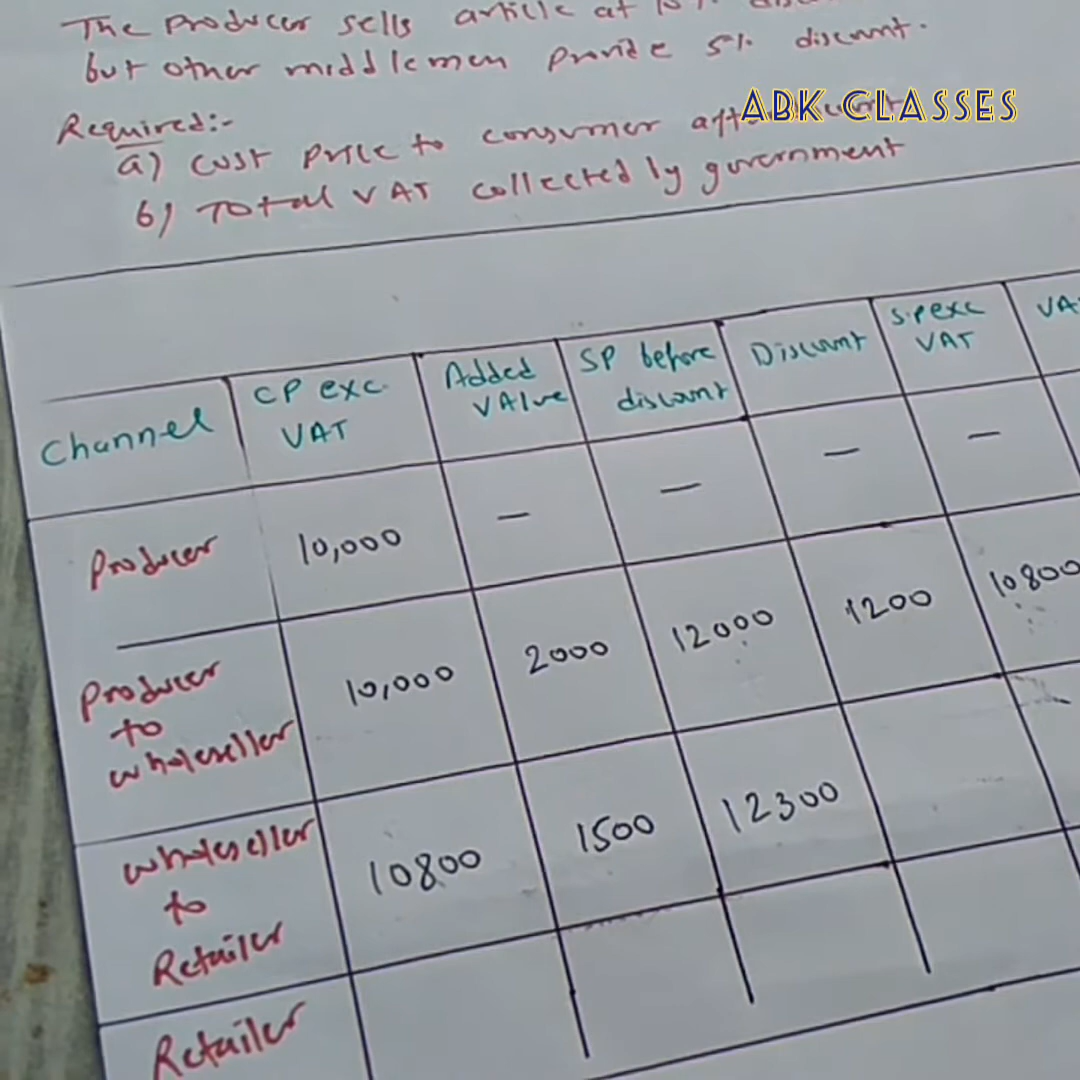 The Producer sells article at 10%
but other middlemen provide 5% discount.
ABK CLASSES
Required:-
a) Cost price to consumer
b) Total VAT collected by government
Channel CP exc. VAT Added VAlue SP before discount Discount S.P exc VAT
Producer 10,000 — — — —
Producer to wholeseller 10,000 2000 12000 1200 10800
wholeseller to Retailer 10800 1500 12300
Retailer